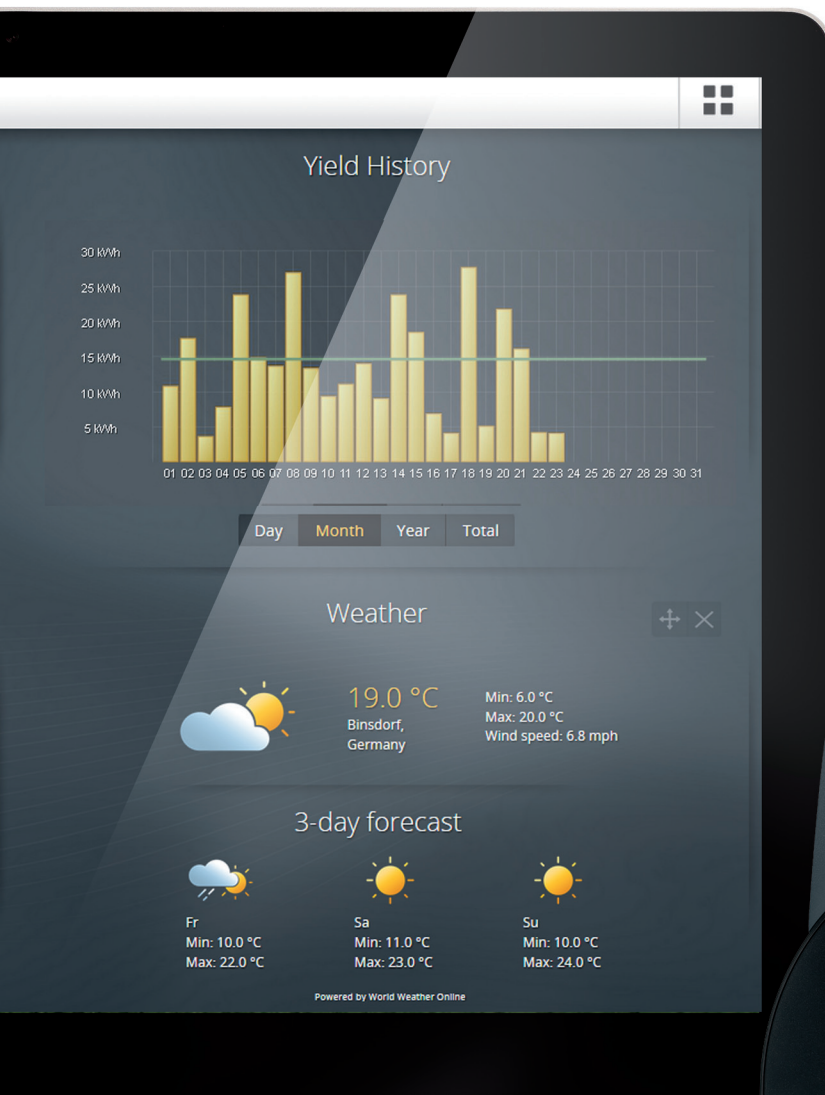 Yield History
30 kWh
25 kWh
20 kWh
15 kWh
10 kWh
5 kWh
01 02 03 04 05 06 07 08 09 10 11 12 13 14 15 16 17 18 19 20 21 22 23 24 25 26 27 28 29 30 31
Day Month Year Total
Weather
19.0 °C
Binsdorf,
Germany
Min: 6.0 °C
Max: 20.0 °C
Wind speed: 6.8 mph
3-day forecast
Fr
Min: 10.0 °C
Max: 22.0 °C
Sa
Min: 11.0 °C
Max: 23.0 °C
Su
Min: 10.0 °C
Max: 24.0 °C
Powered by World Weather Online